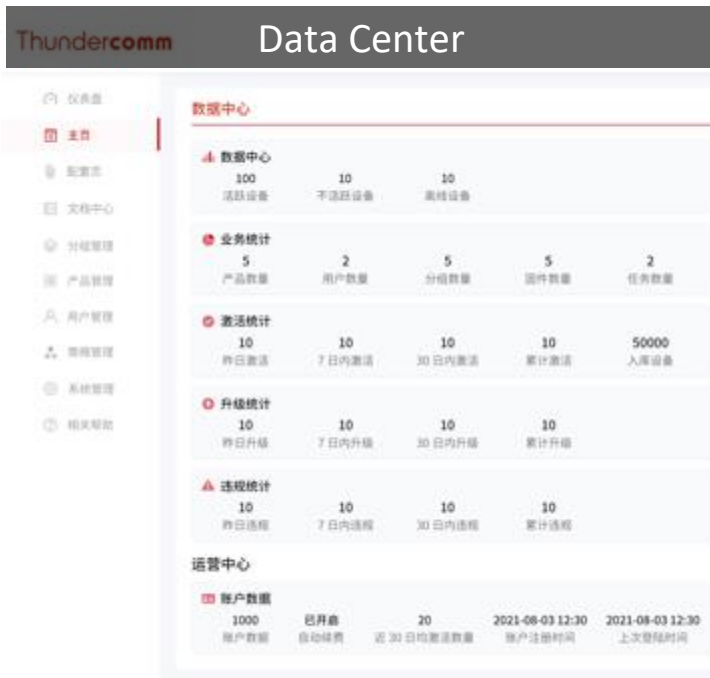 Thundercomm
Data Center
仪表盘
主页
配置页
文档中心
分组管理
产品管理
用户管理
系统管理
相关帮助
数据中心
数据中心
100 10 10
活跃设备 不活跃设备 离线设备
业务统计
5 2 5 5 2
产品数量 用户数量 分组数量 固件数量 任务数量
激活统计
10 10 10 10 50000
昨日激活 7 日内激活 30 日内激活 累计激活 入库设备
升级统计
10 10 10 10
昨日升级 7 日内升级 30 日内升级 累计升级
违规统计
10 10 10 10
昨日违规 7 日内违规 30 日内违规 累计违规
运营中心
账户数据
1000 已开启 20 2021-08-03 12:30 2021-08-03 12:30
账户数据 自动续费 近 30 日均激活数量 账户注册时间 上次登陆时间